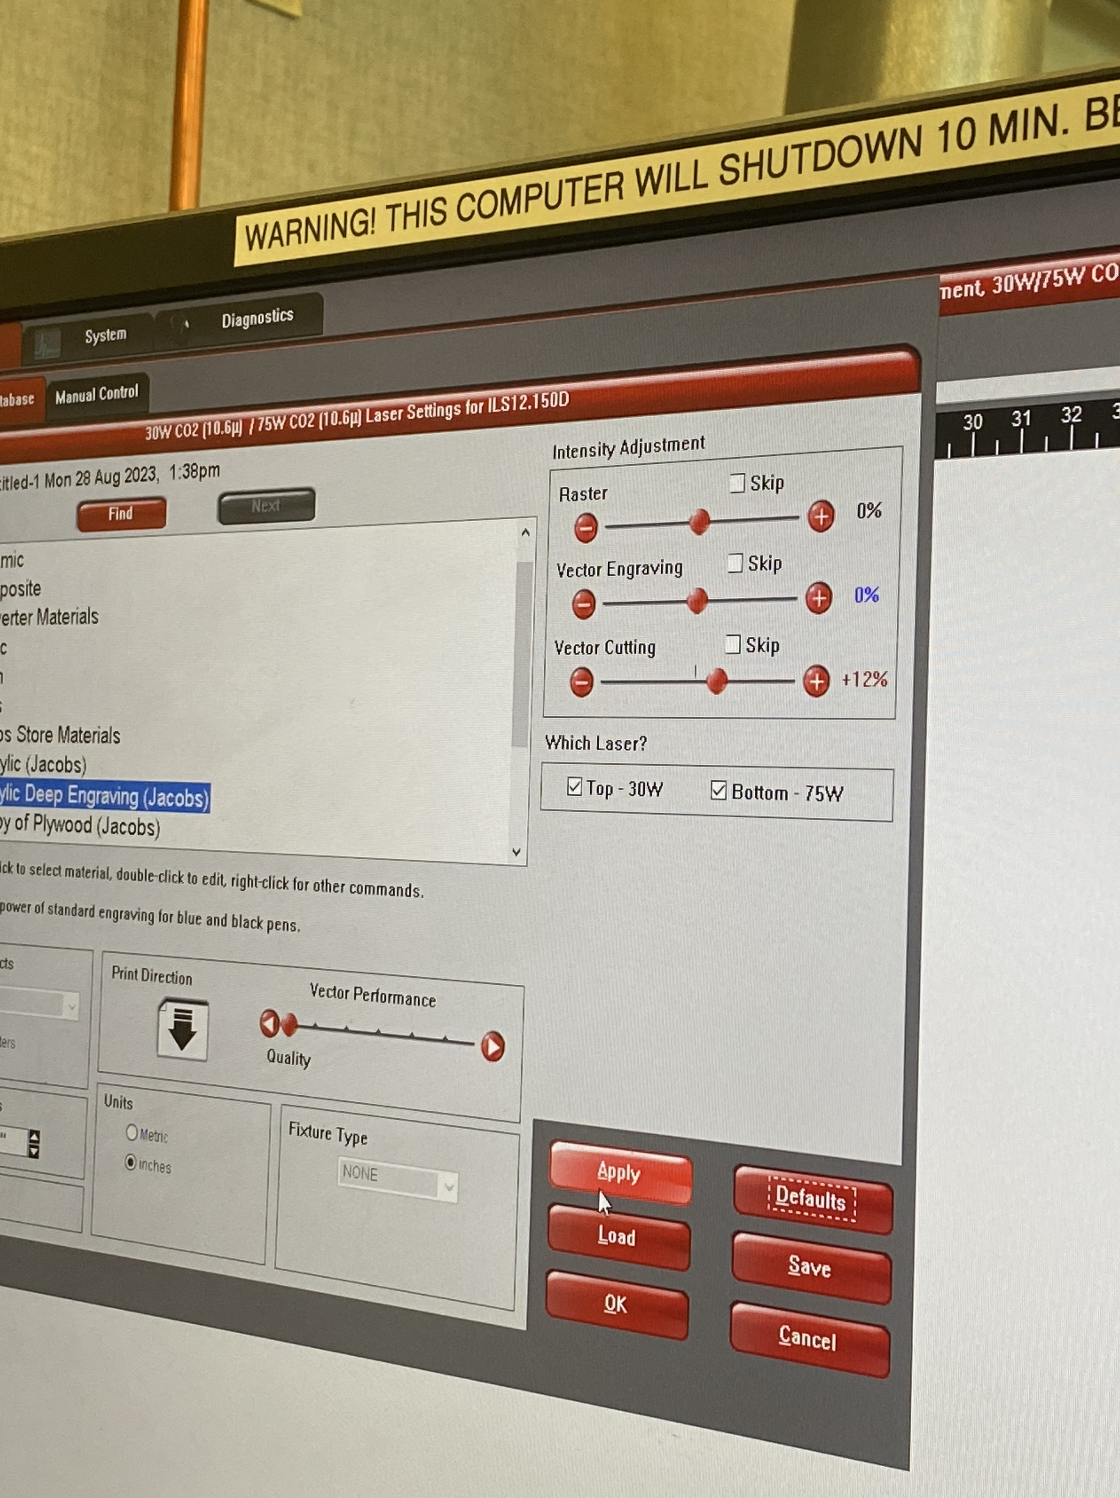 WARNING! THIS COMPUTER WILL SHUTDOWN 10 MIN. BE
ment, 30W/75W CO
System Diagnostics
tabase Manual Control
30W CO2 (10.6µ) / 75W CO2 (10.6µ) Laser Settings for ILS12.150D
30 31 32 3
itled-1 Mon 28 Aug 2023, 1:38pm
Find Next
mic
posite
erter Materials
c
n
s
os Store Materials
ylic (Jacobs)
ylic Deep Engraving (Jacobs)
py of Plywood (Jacobs)
ick to select material, double-click to edit, right-click for other commands.
power of standard engraving for blue and black pens.
Intensity Adjustment
Raster Skip
0%
Vector Engraving Skip
0%
Vector Cutting Skip
+12%
Which Laser?
Top - 30W Bottom - 75W
cts
ters
s
"
Print Direction
Vector Performance
Quality
Units
Metric
inches
Fixture Type
NONE
Apply Defaults
Load Save
OK Cancel